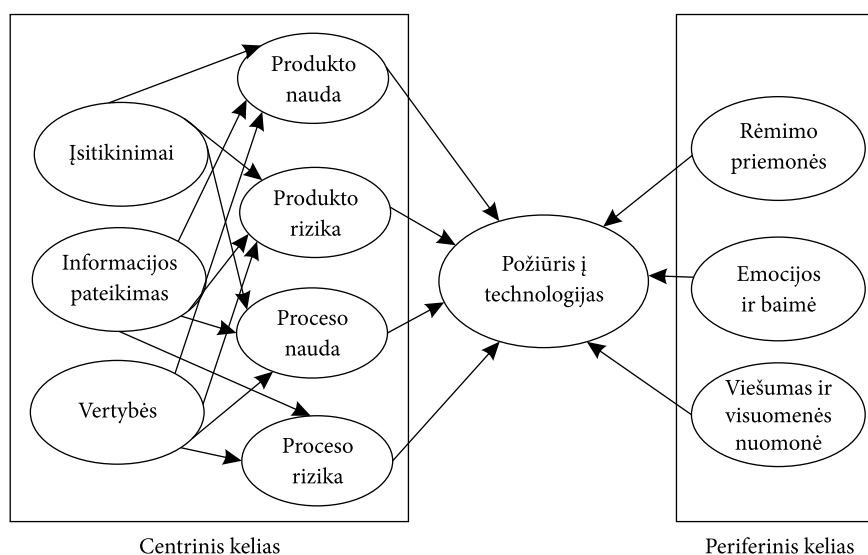 Produkto
nauda
Įsitikinimai
Produkto
rizika
Informacijos
pateikimas
Proceso
nauda
Vertybės
Proceso
rizika
Centrinis kelias
Požiūris į
technologijas
Rėmimo
priemonės
Emocijos
ir baimė
Viešumas ir
visuomenės
nuomonė
Periferinis kelias